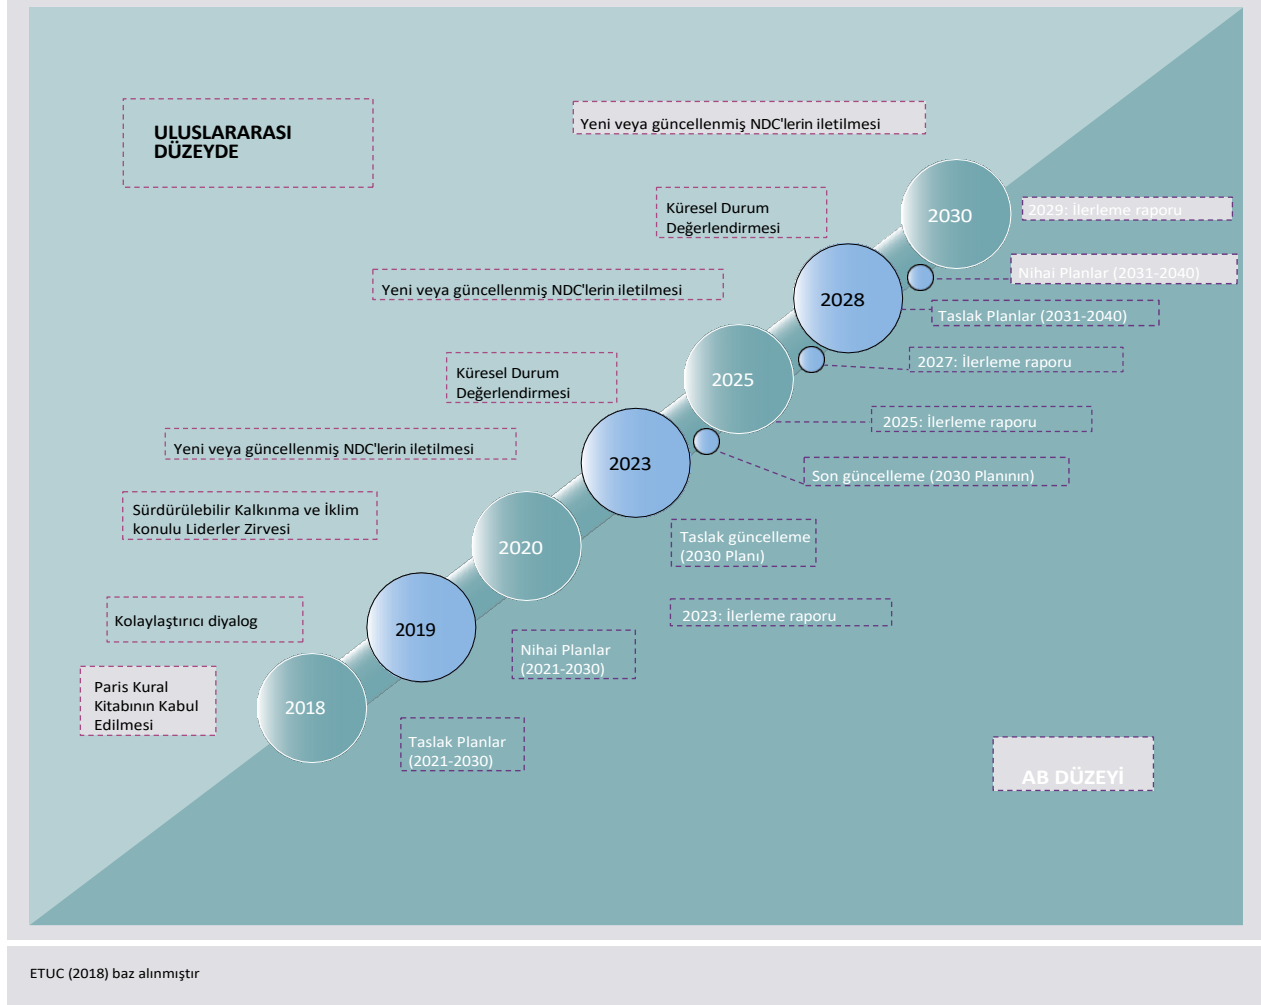 Yeni veya güncellenmiş NDC'lerin iletilmesi
ULUSLARARASI
DÜZEYDE
Küresel Durum
Değerlendirmesi
2030
2029: İlerleme raporu
Nihai Planlar (2031-2040)
Yeni veya güncellenmiş NDC'lerin iletilmesi
2028
Taslak Planlar (2031-2040)
2027: İlerleme raporu
Küresel Durum
Değerlendirmesi
2025
2025: İlerleme raporu
Yeni veya güncellenmiş NDC'lerin iletilmesi
2023
Son güncelleme (2030 Planının)
Sürdürülebilir Kalkınma ve İklim
konulu Liderler Zirvesi
2020
Taslak güncelleme
(2030 Planı)
2023: İlerleme raporu
Kolaylaştırıcı diyalog
2019
Nihai Planlar
(2021-2030)
Paris Kural
Kitabının Kabul
Edilmesi
2018
Taslak Planlar
(2021-2030)
AB DÜZEYİ
ETUC (2018) baz alınmıştır